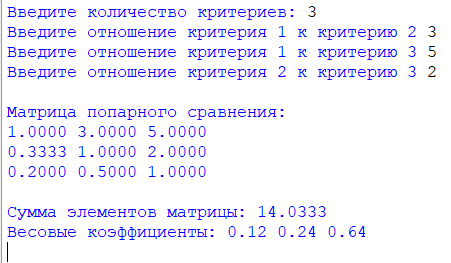 Введите количество критериев: 3
Введите отношение критерия 1 к критерию 2 3
Введите отношение критерия 1 к критерию 3 5
Введите отношение критерия 2 к критерию 3 2
Матрица попарного сравнения:
1.0000 3.0000 5.0000
0.3333 1.0000 2.0000
0.2000 0.5000 1.0000
Сумма элементов матрицы: 14.0333
Весовые коэффициенты: 0.12 0.24 0.64